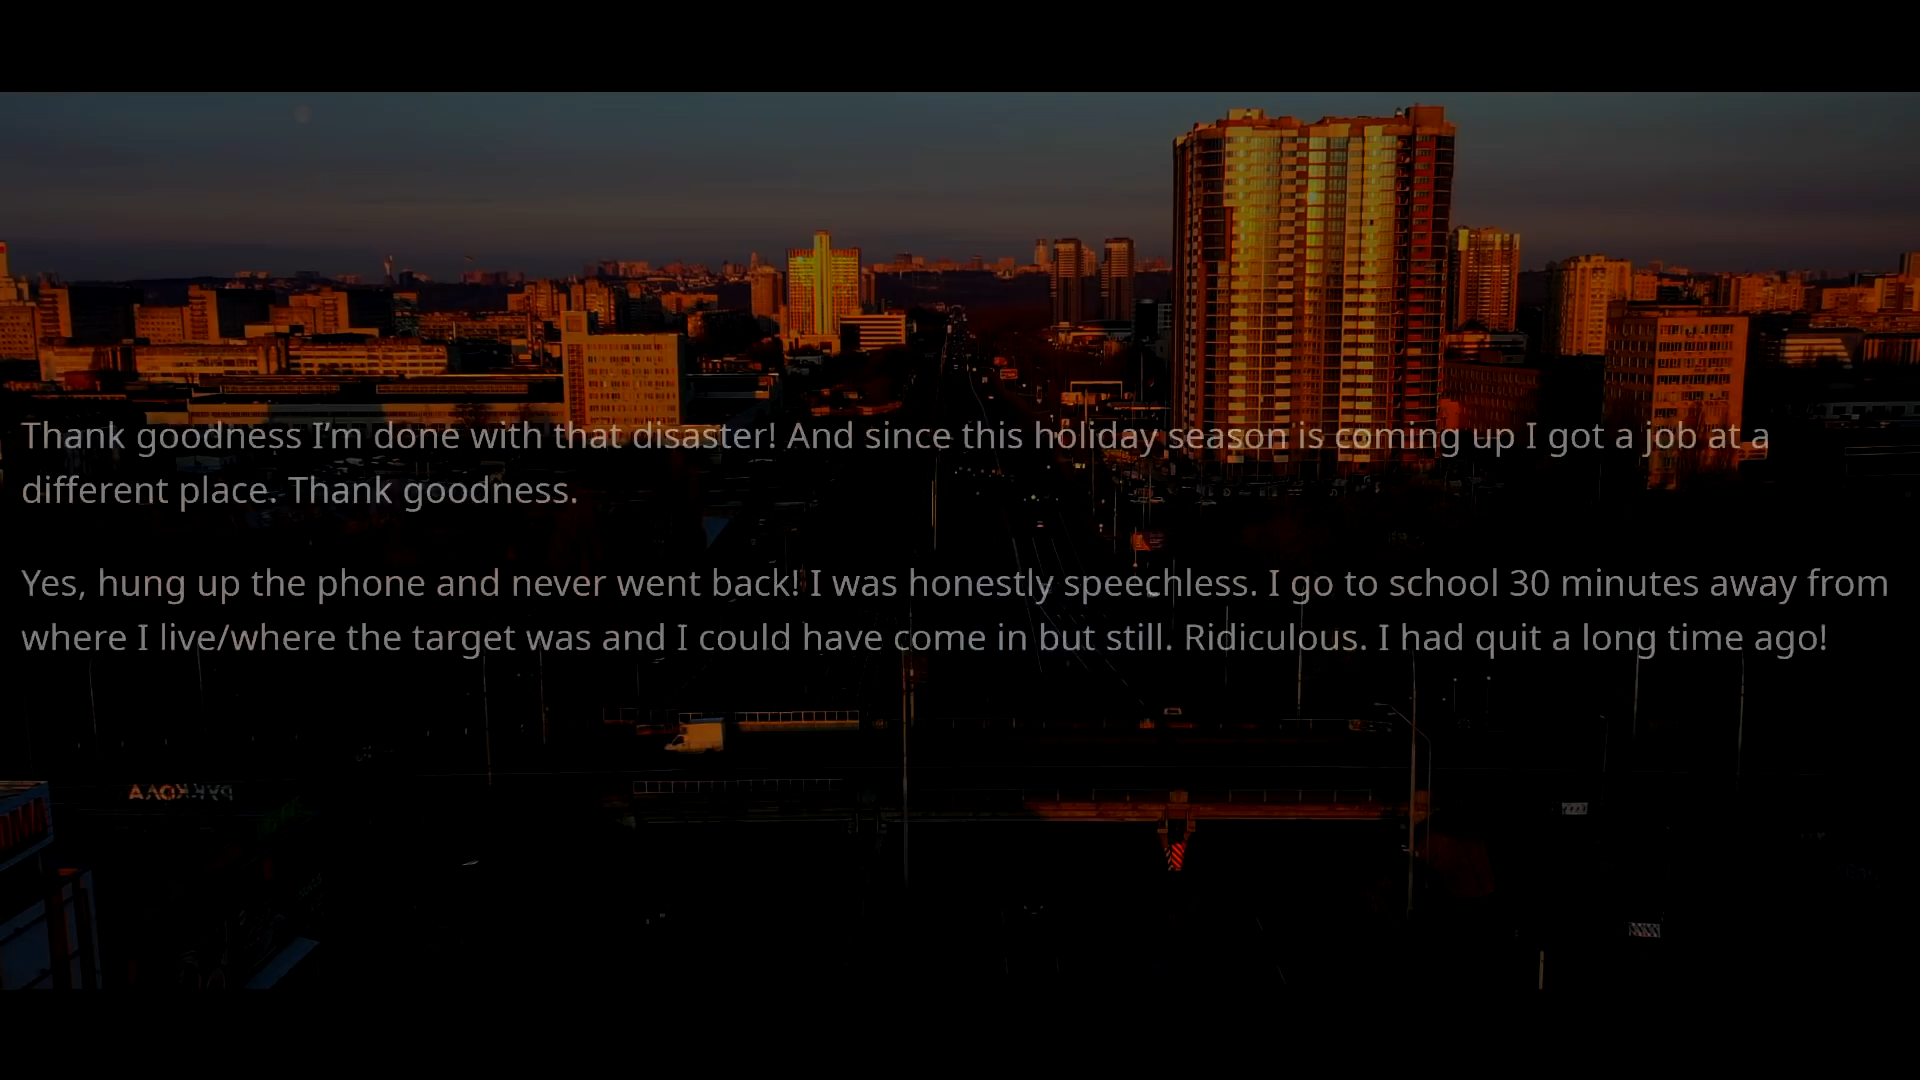 Thank goodness I’m done with that disaster! And since this holiday season is coming up I got a job at a
different place. Thank goodness.
Yes, hung up the phone and never went back! I was honestly speechless. I go to school 30 minutes away from
where I live/where the target was and I could have come in but still. Ridiculous. I had quit a long time ago!